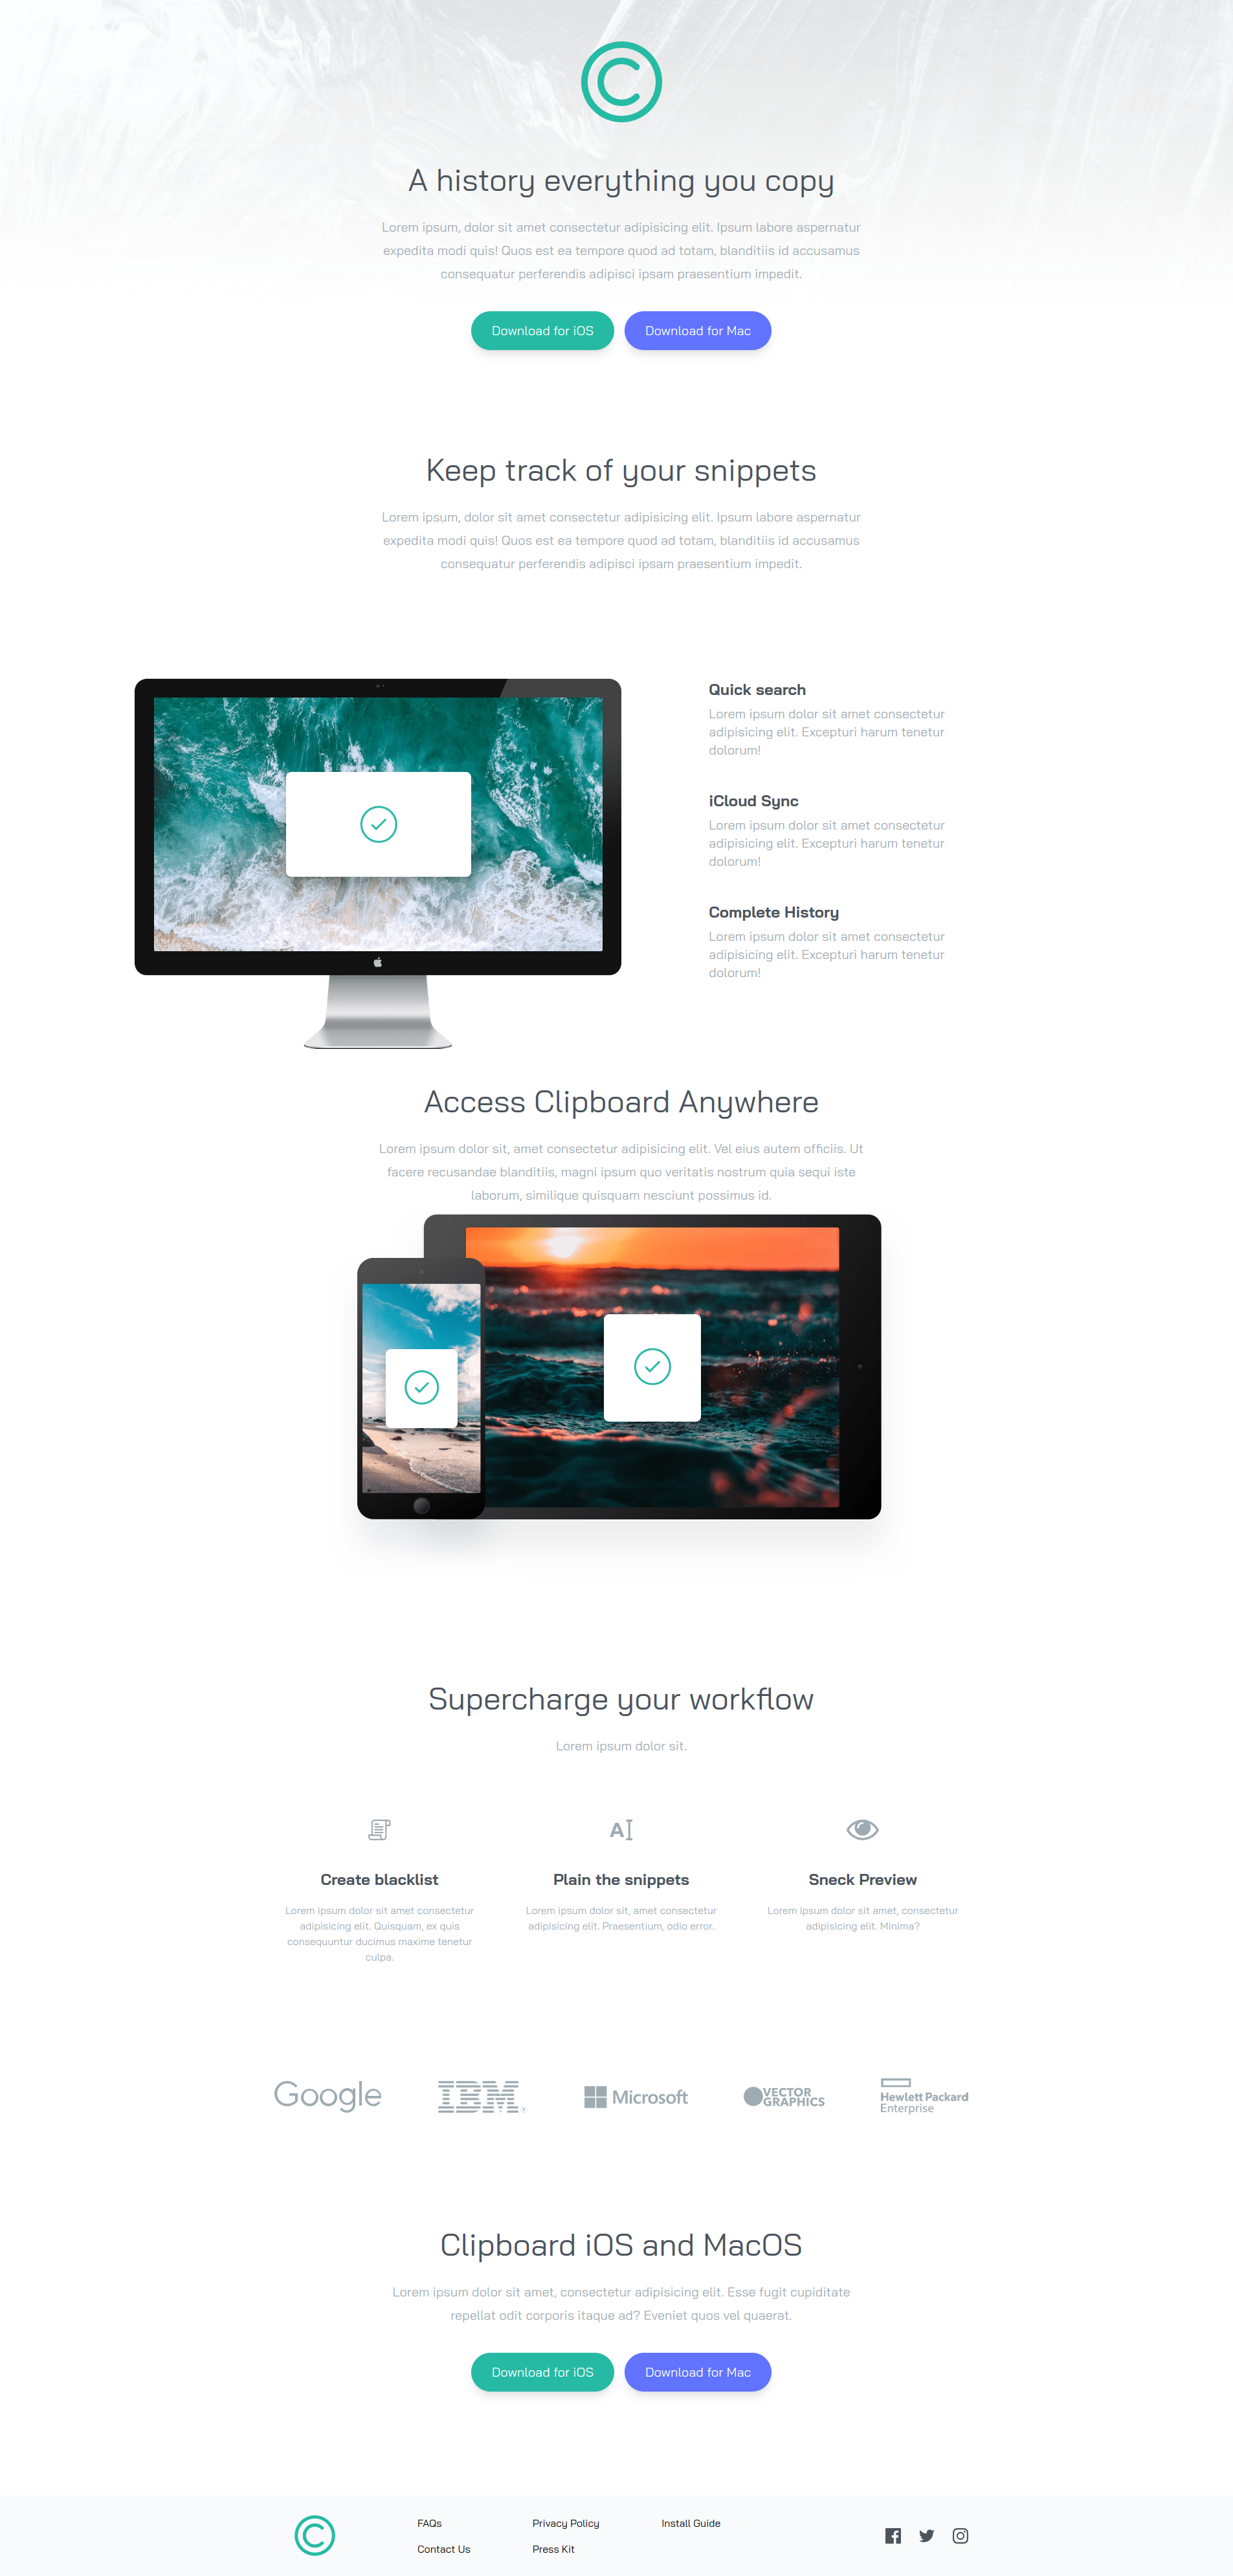 A history everything you copy
Lorem ipsum, dolor sit amet consectetur adipisicing elit. Ipsum labore aspernatur
expedita modi quis! Quos est ea tempore quod ad totam, blanditiis id accusamus
consequatur perferendis adipisci ipsam praesentium impedit.
Download for iOS
Download for Mac
Keep track of your snippets
Lorem ipsum, dolor sit amet consectetur adipisicing elit. Ipsum labore aspernatur
expedita modi quis! Quos est ea tempore quod ad totam, blanditiis id accusamus
consequatur perferendis adipisci ipsam praesentium impedit.
Quick search
Lorem ipsum dolor sit amet consectetur
adipisicing elit. Excepturi harum tenetur
dolorum!
iCloud Sync
Lorem ipsum dolor sit amet consectetur
adipisicing elit. Excepturi harum tenetur
dolorum!
Complete History
Lorem ipsum dolor sit amet consectetur
adipisicing elit. Excepturi harum tenetur
dolorum!
Access Clipboard Anywhere
Lorem ipsum dolor sit, amet consectetur adipisicing elit. Vel eius autem officiis. Ut
facere recusandae blanditiis, magni ipsum quo veritatis nostrum quia sequi iste
laborum, similique quisquam nesciunt possimus id.
Supercharge your workflow
Lorem ipsum dolor sit.
Create blacklist
Lorem ipsum dolor sit amet consectetur
adipisicing elit. Quisquam, ex quis
consequuntur ducimus maxime tenetur
culpa.
Plain the snippets
Lorem ipsum dolor sit, amet consectetur
adipisicing elit. Praesentium, odio error.
Sneck Preview
Lorem ipsum dolor sit amet, consectetur
adipisicing elit. Minima?
Google
IBM
Microsoft
VECTOR
GRAPHICS
Hewlett Packard
Enterprise
Clipboard iOS and MacOS
Lorem ipsum dolor sit amet, consectetur adipisicing elit. Esse fugit cupiditate
repellat odit corporis itaque ad? Eveniet quos vel quaerat.
Download for iOS
Download for Mac
FAQs
Contact Us
Privacy Policy
Press Kit
Install Guide